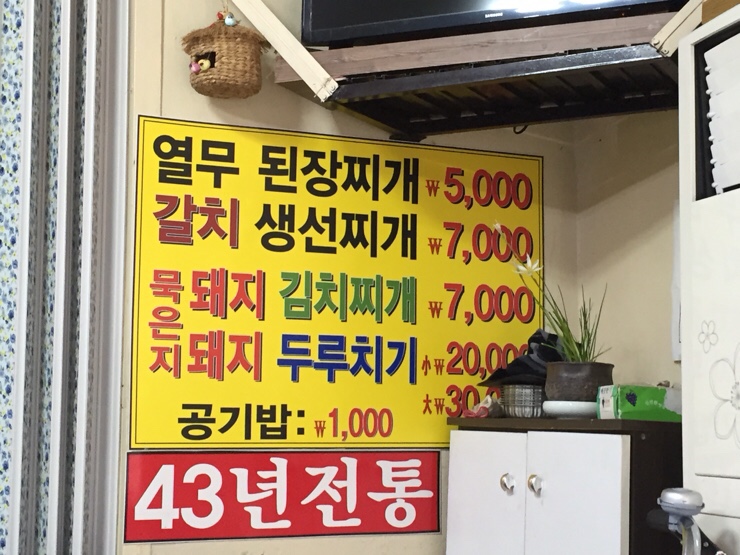 열무 된장찌개 ₩5,000
갈치 생선찌개 ₩7,000
묵은지 돼지 김치찌개 ₩7,000
돼지 두루치기 小₩20,000
大₩30,
공기밥: ₩1,000
43년전통